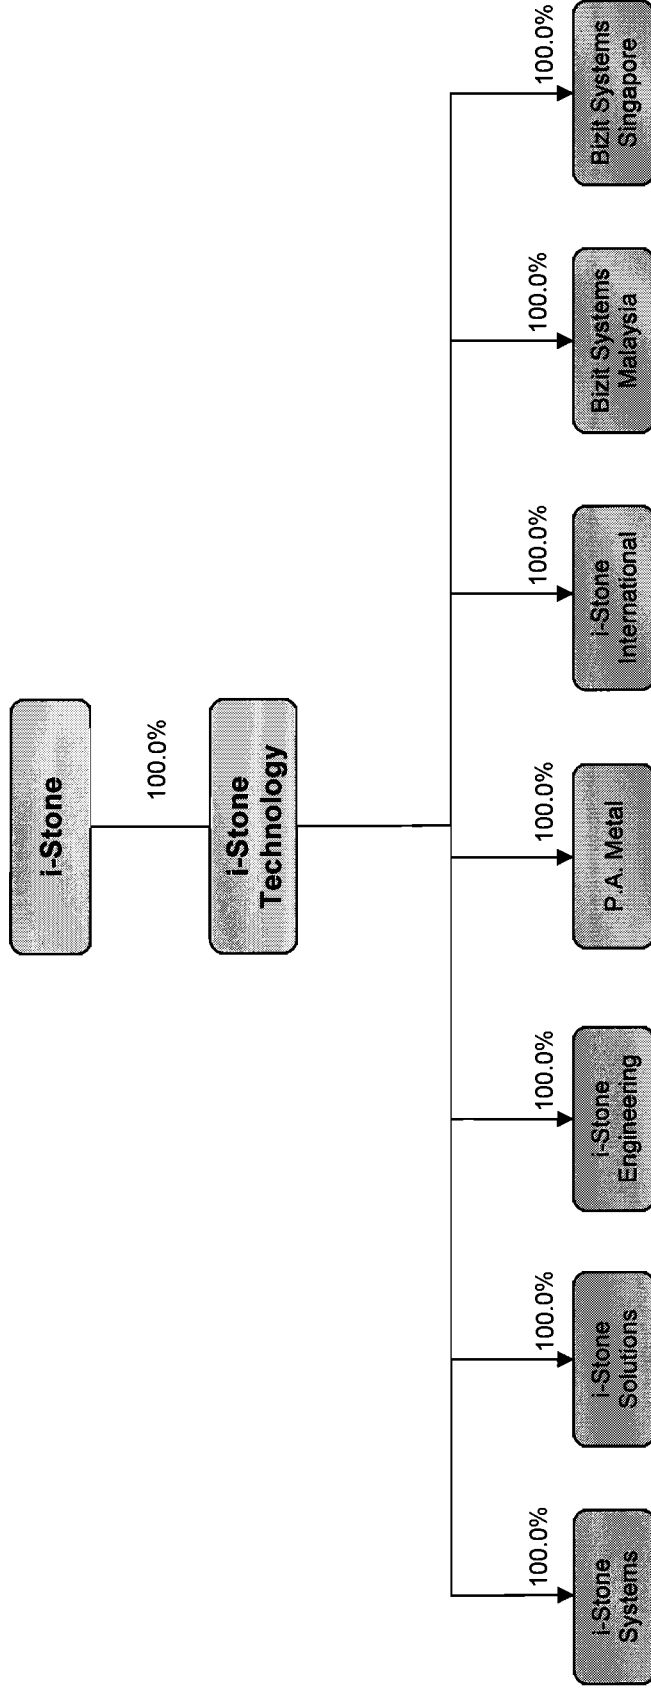 i-Stone
100.0%
i-Stone
Technology
100.0%
100.0%
100.0%
100.0%
100.0%
100.0%
100.0%
i-Stone
Systems
i-Stone
Solutions
i-Stone
Engineering
P.A. Metal
i-Stone
International
Bizit Systems
Malaysia
Bizit Systems
Singapore